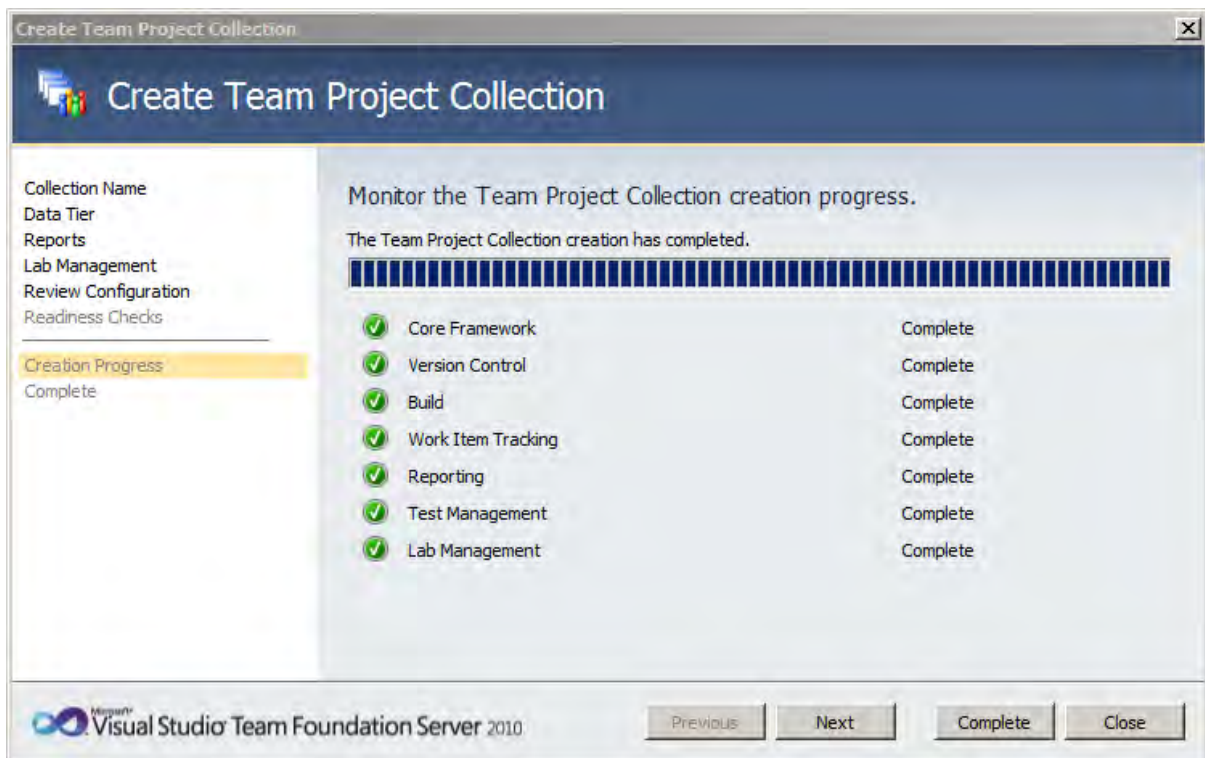 Create Team Project Collection
Create Team Project Collection
Collection Name
Data Tier
Reports
Lab Management
Review Configuration
Readiness Checks
Creation Progress
Complete
Monitor the Team Project Collection creation progress.
The Team Project Collection creation has completed.
Core Framework Complete
Version Control Complete
Build Complete
Work Item Tracking Complete
Reporting Complete
Test Management Complete
Lab Management Complete
Microsoft®
Visual Studio Team Foundation Server 2010
Previous Next Complete Close